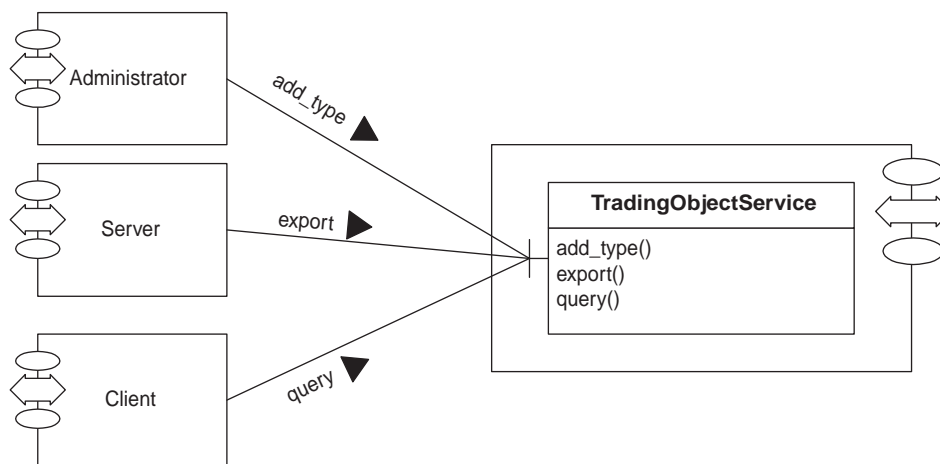 Administrator
add_type
Server
export
Client
query
TradingObjectService
add_type()
export()
query()